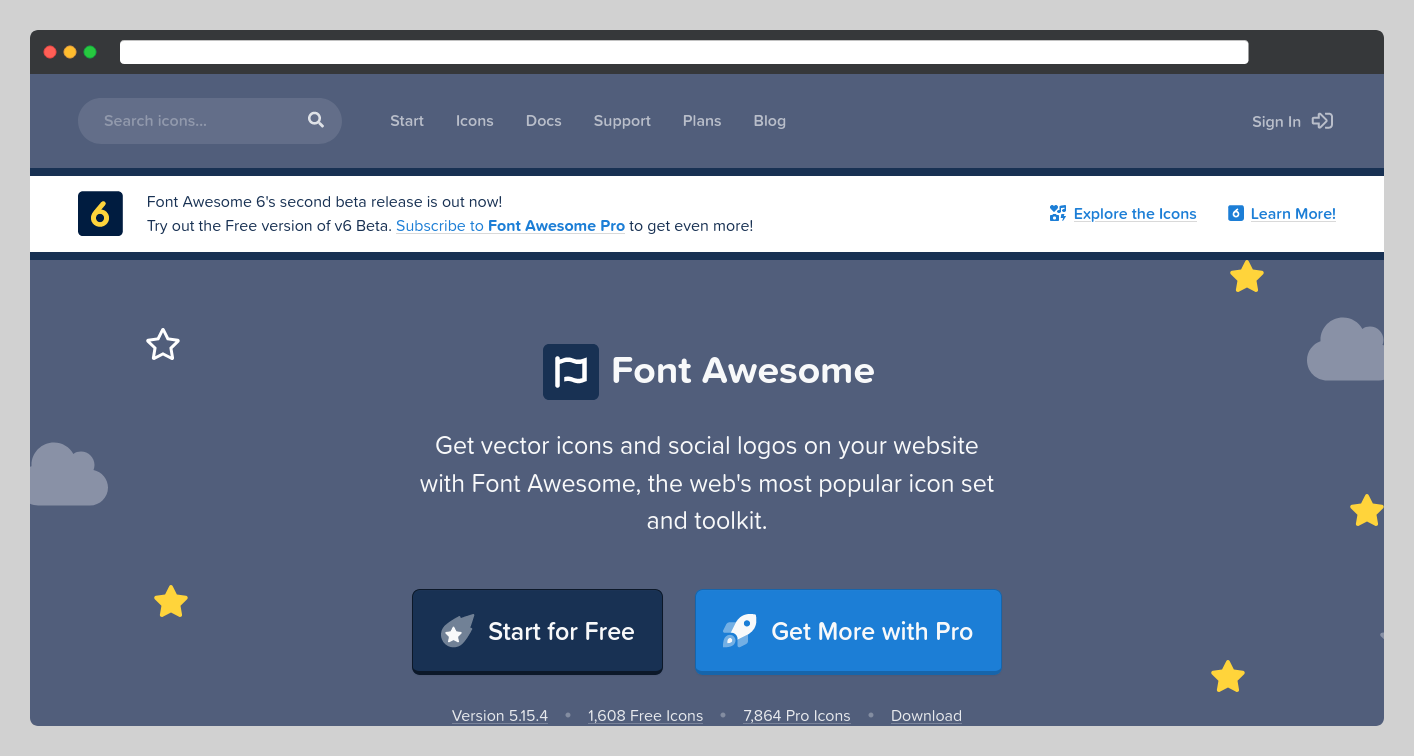 Search icons...
Start
Icons
Docs
Support
Plans
Blog
Sign In
6
Font Awesome 6's second beta release is out now!
Try out the Free version of v6 Beta. Subscribe to Font Awesome Pro to get even more!
Explore the Icons
6 Learn More!
Font Awesome
Get vector icons and social logos on your website
with Font Awesome, the web's most popular icon set
and toolkit.
Start for Free
Get More with Pro
Version 5.15.4 • 1,608 Free Icons • 7,864 Pro Icons • Download